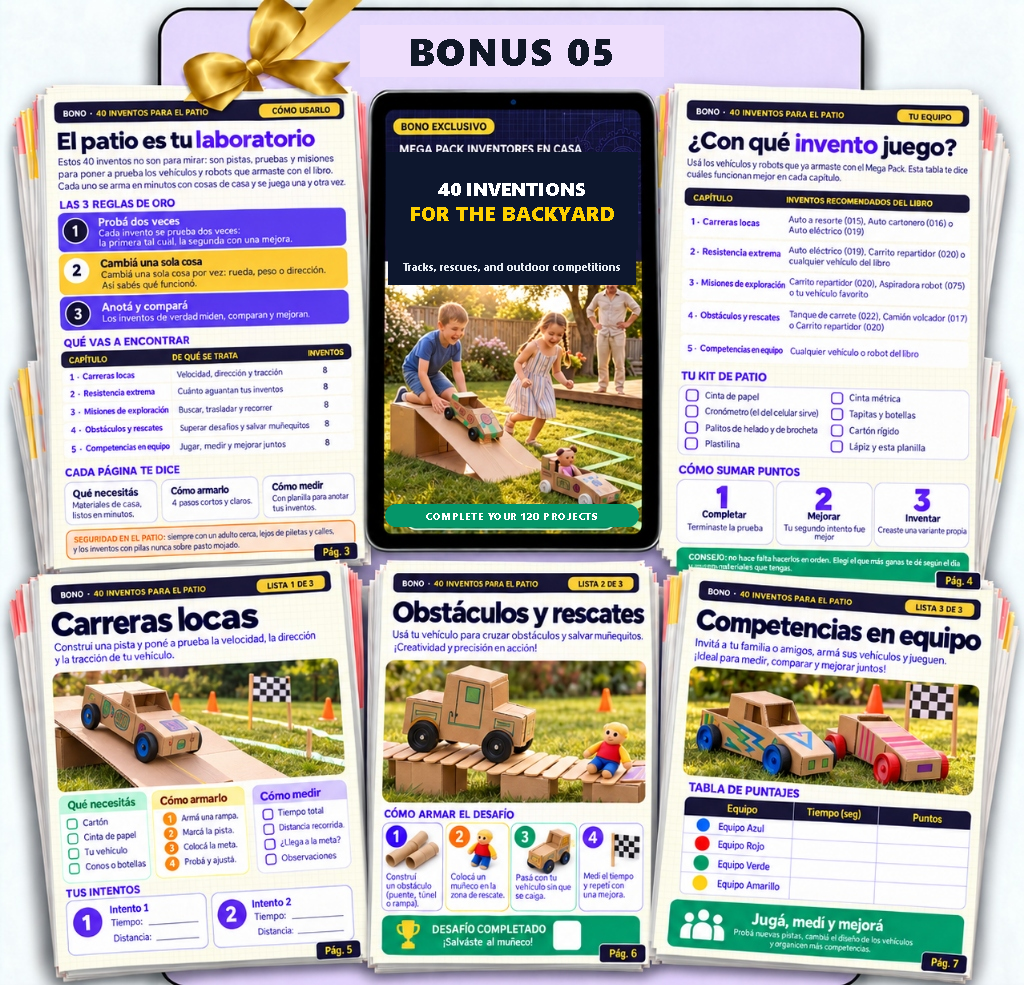 BONUS 05
BONO · 40 INVENTOS PARA EL PATIO
CÓMO USARLO
El patio es tu laboratorio
Estos 40 inventos no son para mirar: son pistas, pruebas y misiones
para poner a prueba los vehículos y robots que armaste con el libro.
Cada uno se arma en minutos con cosas de casa y se juega una y otra vez.
LAS 3 REGLAS DE ORO
1
Probá dos veces
Cada invento se prueba dos veces:
la primera tal cual, la segunda con una mejora.
2
Cambiá una sola cosa
Cambiá una sola cosa por vez: rueda, peso o dirección.
Así sabés qué funcionó.
3
Anotá y compará
Los inventos de verdad miden, comparan y mejoran.
QUÉ VAS A ENCONTRAR
CAPÍTULO DE QUÉ SE TRATA INVENTOS
1 · Carreras locas Velocidad, dirección y tracción 8
2 · Resistencia extrema Cuánto aguantan tus inventos 8
3 · Misiones de exploración Buscar, trasladar y recorrer 8
4 · Obstáculos y rescates Superar desafíos y salvar muñequitos 8
5 · Competencias en equipo Jugar, medir y mejorar juntos 8
CADA PÁGINA TE DICE
Qué necesitás
Materiales de casa,
listos en minutos.
Cómo armarlo
4 pasos cortos y claros.
Cómo medir
Con planilla para anotar
tus inventos.
SEGURIDAD EN EL PATIO: siempre con un adulto cerca, lejos de piletas y calles,
y los inventos con pilas nunca sobre pasto mojado.
Pág. 3
BONO EXCLUSIVO
MEGA PACK INVENTORES EN CASA
40 INVENTIONS
FOR THE BACKYARD
Tracks, rescues, and outdoor competitions
COMPLETE YOUR 120 PROJECTS
BONO · 40 INVENTOS PARA EL PATIO
TU EQUIPO
¿Con qué invento juego?
Usá los vehículos y robots que ya armaste con el Mega Pack. Esta tabla te dice
cuáles funcionan mejor en cada capítulo.
CAPÍTULO INVENTOS RECOMENDADOS DEL LIBRO
1 · Carreras locas Auto a resorte (015), Auto cartonero (016) o
Auto eléctrico (019)
2 · Resistencia extrema Auto eléctrico (019), Carrito repartidor (020) o
cualquier vehículo del libro
3 · Misiones de exploración Carrito repartidor (020), Aspiradora robot (075)
o tu vehículo favorito
4 · Obstáculos y rescates Tanque de carrete (022), Camión volcador (017)
o Carrito repartidor (020)
5 · Competencias en equipo Cualquier vehículo o robot del libro
TU KIT DE PATIO
Cinta de papel
Cronómetro (el del celular sirve)
Palitos de helado y de brocheta
Plastilina
Cinta métrica
Tapitas y botellas
Cartón rígido
Lápiz y esta planilla
CÓMO SUMAR PUNTOS
1
Completar
Terminaste la prueba
2
Mejorar
Tu segundo intento fue
mejor
3
Inventar
Creaste una variante propia
CONSEJO: no hace falta hacerlos en orden. Elegí el que más ganas te dé según el día
materiales que tengas.
Pág. 4
BONO · 40 INVENTOS PARA EL PATIO
LISTA 1 DE 3
Carreras locas
Construí una pista y poné a prueba la velocidad, la dirección
y la tracción de tu vehículo.
Qué necesitás
Cartón
Cinta de papel
Tu vehículo
Conos o botellas
Cómo armarlo
1 Armá una rampa.
2 Marcá la pista.
3 Colocá la meta.
4 Probá y ajustá.
Cómo medir
Tiempo total
Distancia recorrida.
¿Llega a la meta?
Observaciones
TUS INTENTOS
1
Intento 1
Tiempo:
Distancia:
2
Intento 2
Tiempo:
Distancia:
Pág. 5
BONO · 40 INVENTOS PARA EL PATIO
LISTA 2 DE 3
Obstáculos y rescates
Usá tu vehículo para cruzar obstáculos y salvar muñequitos.
¡Creatividad y precisión en acción!
CÓMO ARMAR EL DESAFÍO
1
Construí
un obstáculo
(puente, túnel
o rampa).
2
Colocá un
muñeco en la
zona de rescate.
3
Pasá con tu
vehículo sin que
se caiga.
4
Medí el tiempo
y repetí con
una mejora.
DESAFÍO COMPLETADO
¡Salvaste al muñeco!
Pág. 6
BONO · 40 INVENTOS PARA EL PATIO
LISTA 3 DE 3
Competencias en equipo
Invitá a tu familia o amigos, armá sus vehículos y jueguen.
¡Ideal para medir, comparar y mejorar juntos!
TABLA DE PUNTAJES
Equipo Tiempo (seg) Puntos
Equipo Azul
Equipo Rojo
Equipo Verde
Equipo Amarillo
Jugá, medí y mejorá
Probá nuevas pistas, cambiá el diseño de los vehículos
y organicen más competencias.
Pág. 7